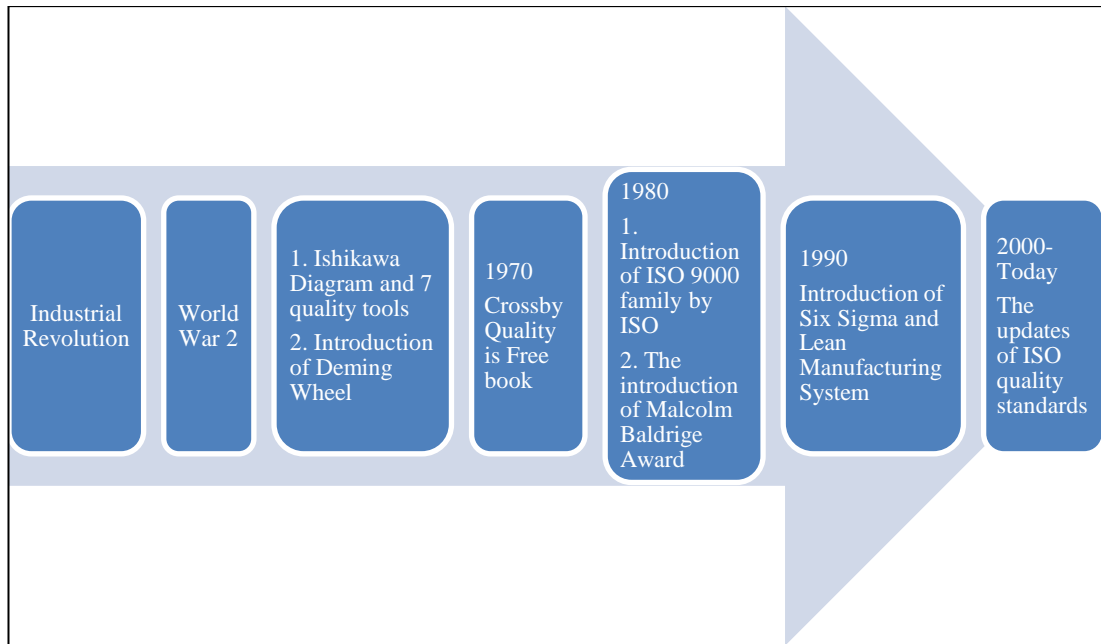 Industrial
Revolution
World
War 2
1. Ishikawa
Diagram and 7
quality tools
2. Introduction
of Deming
Wheel
1970
Crossby
Quality
is Free
book
1980
1.
Introduction
of ISO 9000
family by
ISO
2. The
introduction
of Malcolm
Baldrige
Award
1990
Introduction of
Six Sigma and
Lean
Manufacturing
System
2000-
Today
The
updates
of ISO
quality
standards